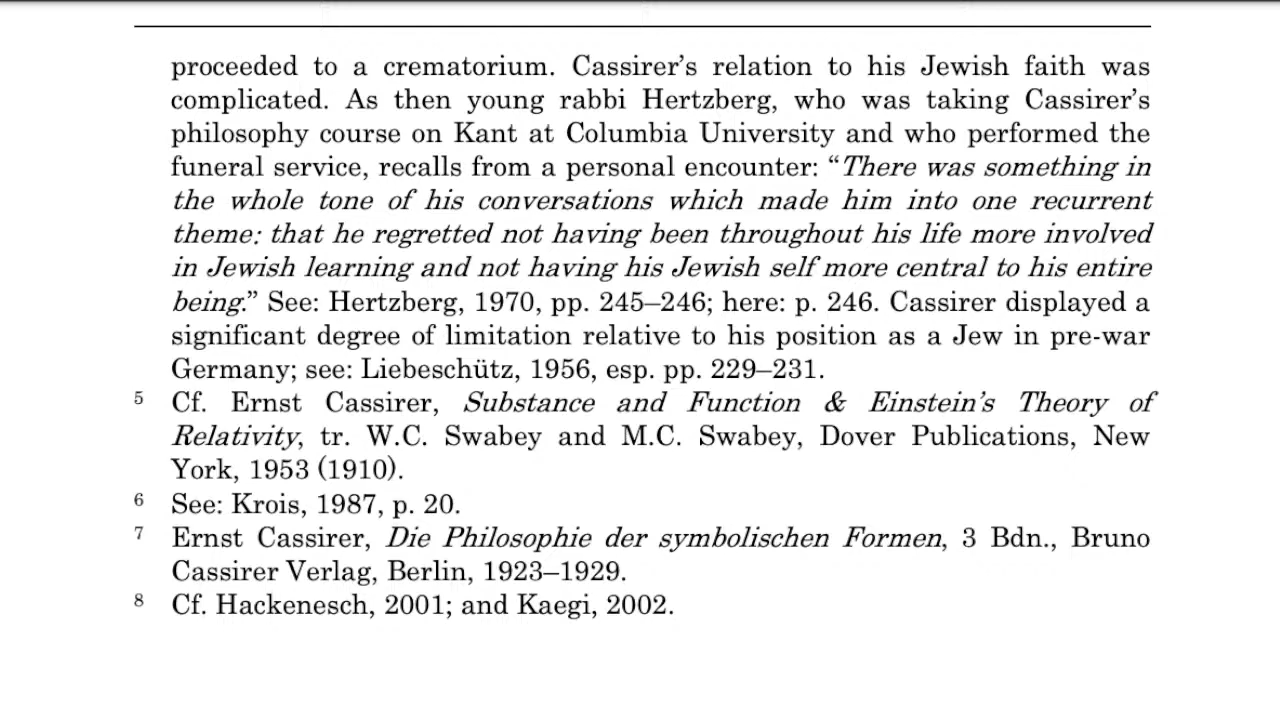 proceeded to a crematorium. Cassirer’s relation to his Jewish faith was
complicated. As then young rabbi Hertzberg, who was taking Cassirer’s
philosophy course on Kant at Columbia University and who performed the
funeral service, recalls from a personal encounter: “There was something in
the whole tone of his conversations which made him into one recurrent
theme: that he regretted not having been throughout his life more involved
in Jewish learning and not having his Jewish self more central to his entire
being.” See: Hertzberg, 1970, pp. 245–246; here: p. 246. Cassirer displayed a
significant degree of limitation relative to his position as a Jew in pre-war
Germany; see: Liebeschütz, 1956, esp. pp. 229–231.
5 Cf. Ernst Cassirer, Substance and Function & Einstein’s Theory of
Relativity, tr. W.C. Swabey and M.C. Swabey, Dover Publications, New
York, 1953 (1910).
6 See: Krois, 1987, p. 20.
7 Ernst Cassirer, Die Philosophie der symbolischen Formen, 3 Bdn., Bruno
Cassirer Verlag, Berlin, 1923–1929.
8 Cf. Hackenesch, 2001; and Kaegi, 2002.